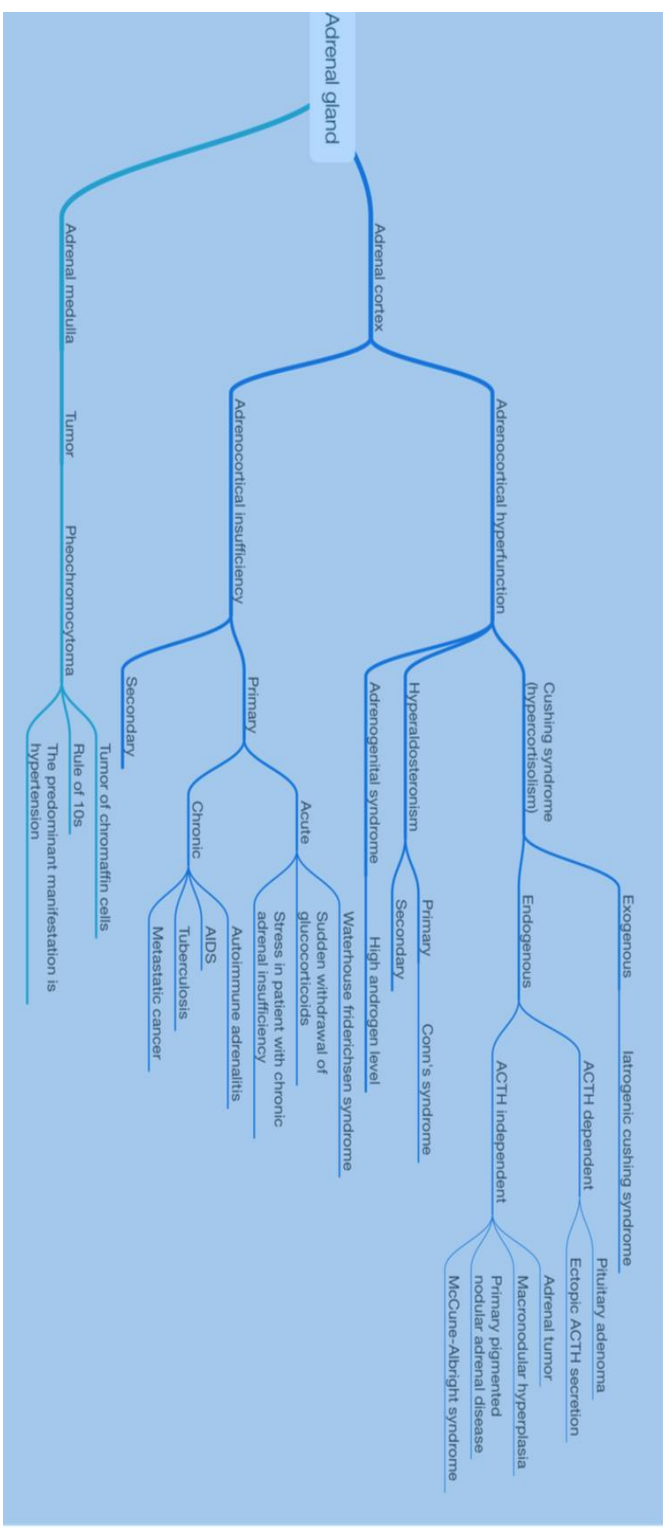 Adrenal gland
Adrenal cortex
Adrenocortical hyperfunction
Cushing syndrome
(hypercortisolism)
Exogenous
Iatrogenic cushing syndrome
Endogenous
ACTH dependent
Pituitary adenoma
Ectopic ACTH secretion
ACTH independent
Adrenal tumor
Macronodular hyperplasia
Primary pigmented
nodular adrenal disease
McCune-Albright syndrome
Hyperaldosteronism
Primary
Conn's syndrome
Secondary
Adrenogenital syndrome
High androgen level
Adrenocortical insufficiency
Primary
Acute
Waterhouse friderichsen syndrome
Sudden withdrawal of
glucocorticoids
Stress in patient with chronic
adrenal insufficiency
Chronic
Autoimmune adrenalitis
AIDS
Tuberculosis
Metastatic cancer
Secondary
Adrenal medulla
Tumor
Pheochromocytoma
Tumor of chromaffin cells
Rule of 10s
The predominant manifestation is
hypertension